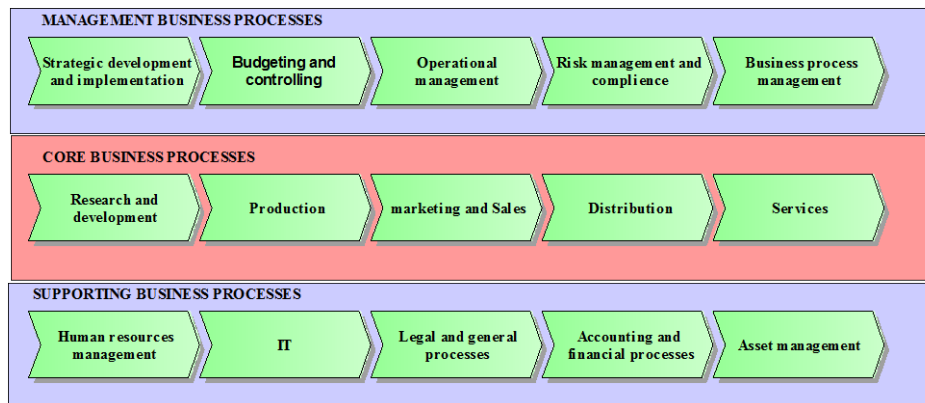 MANAGEMENT BUSINESS PROCESSES
Strategic development
and implementation
Budgeting and
controlling
Operational
management
Risk management and
complience
Business process
management
CORE BUSINESS PROCESSES
Research and
development
Production
marketing and Sales
Distribution
Services
SUPPORTING BUSINESS PROCESSES
Human resources
management
IT
Legal and general
processes
Accounting and
financial processes
Asset management